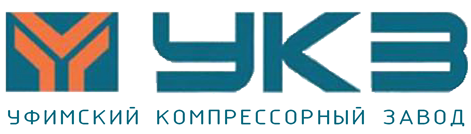 УКЗ
УФИМСКИЙ КОМПРЕССОРНЫЙ ЗАВОД